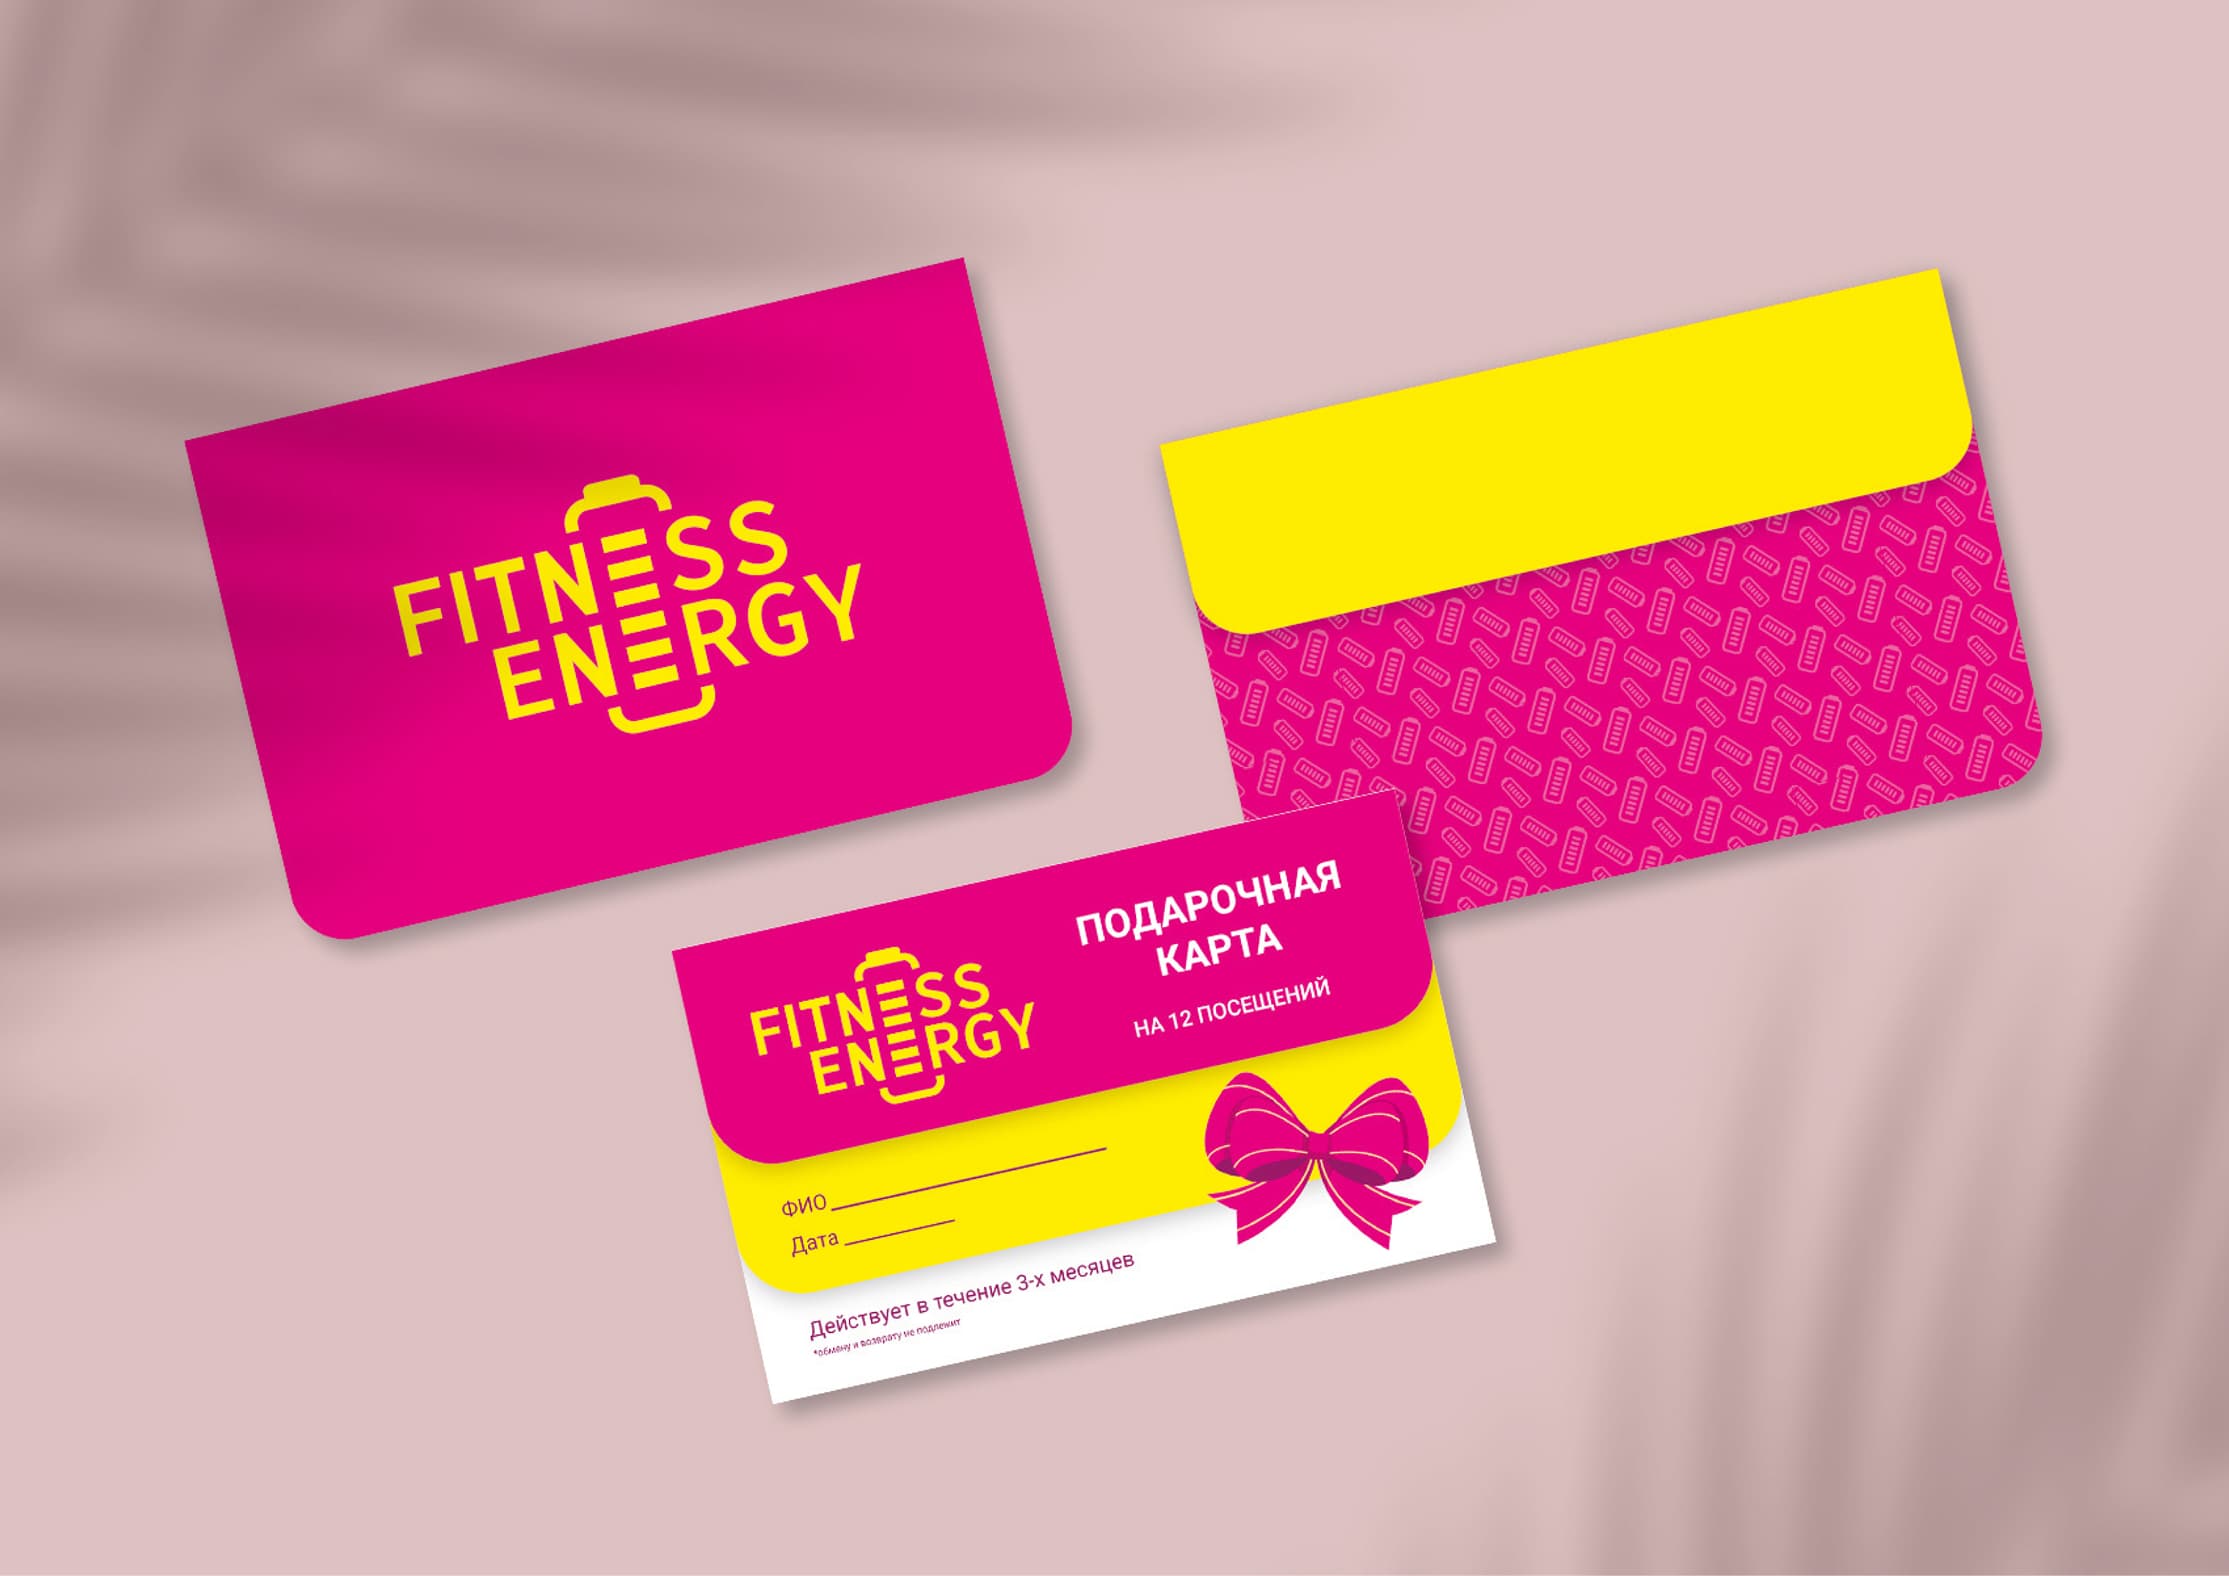 FITNESS
ENERGY
FITNESS
ENERGY
ПОДАРОЧНАЯ
КАРТА
НА 12 ПОСЕЩЕНИЙ
ФИО
Дата
Действует в течение 3-х месяцев
*обмену и возврату не подлежит